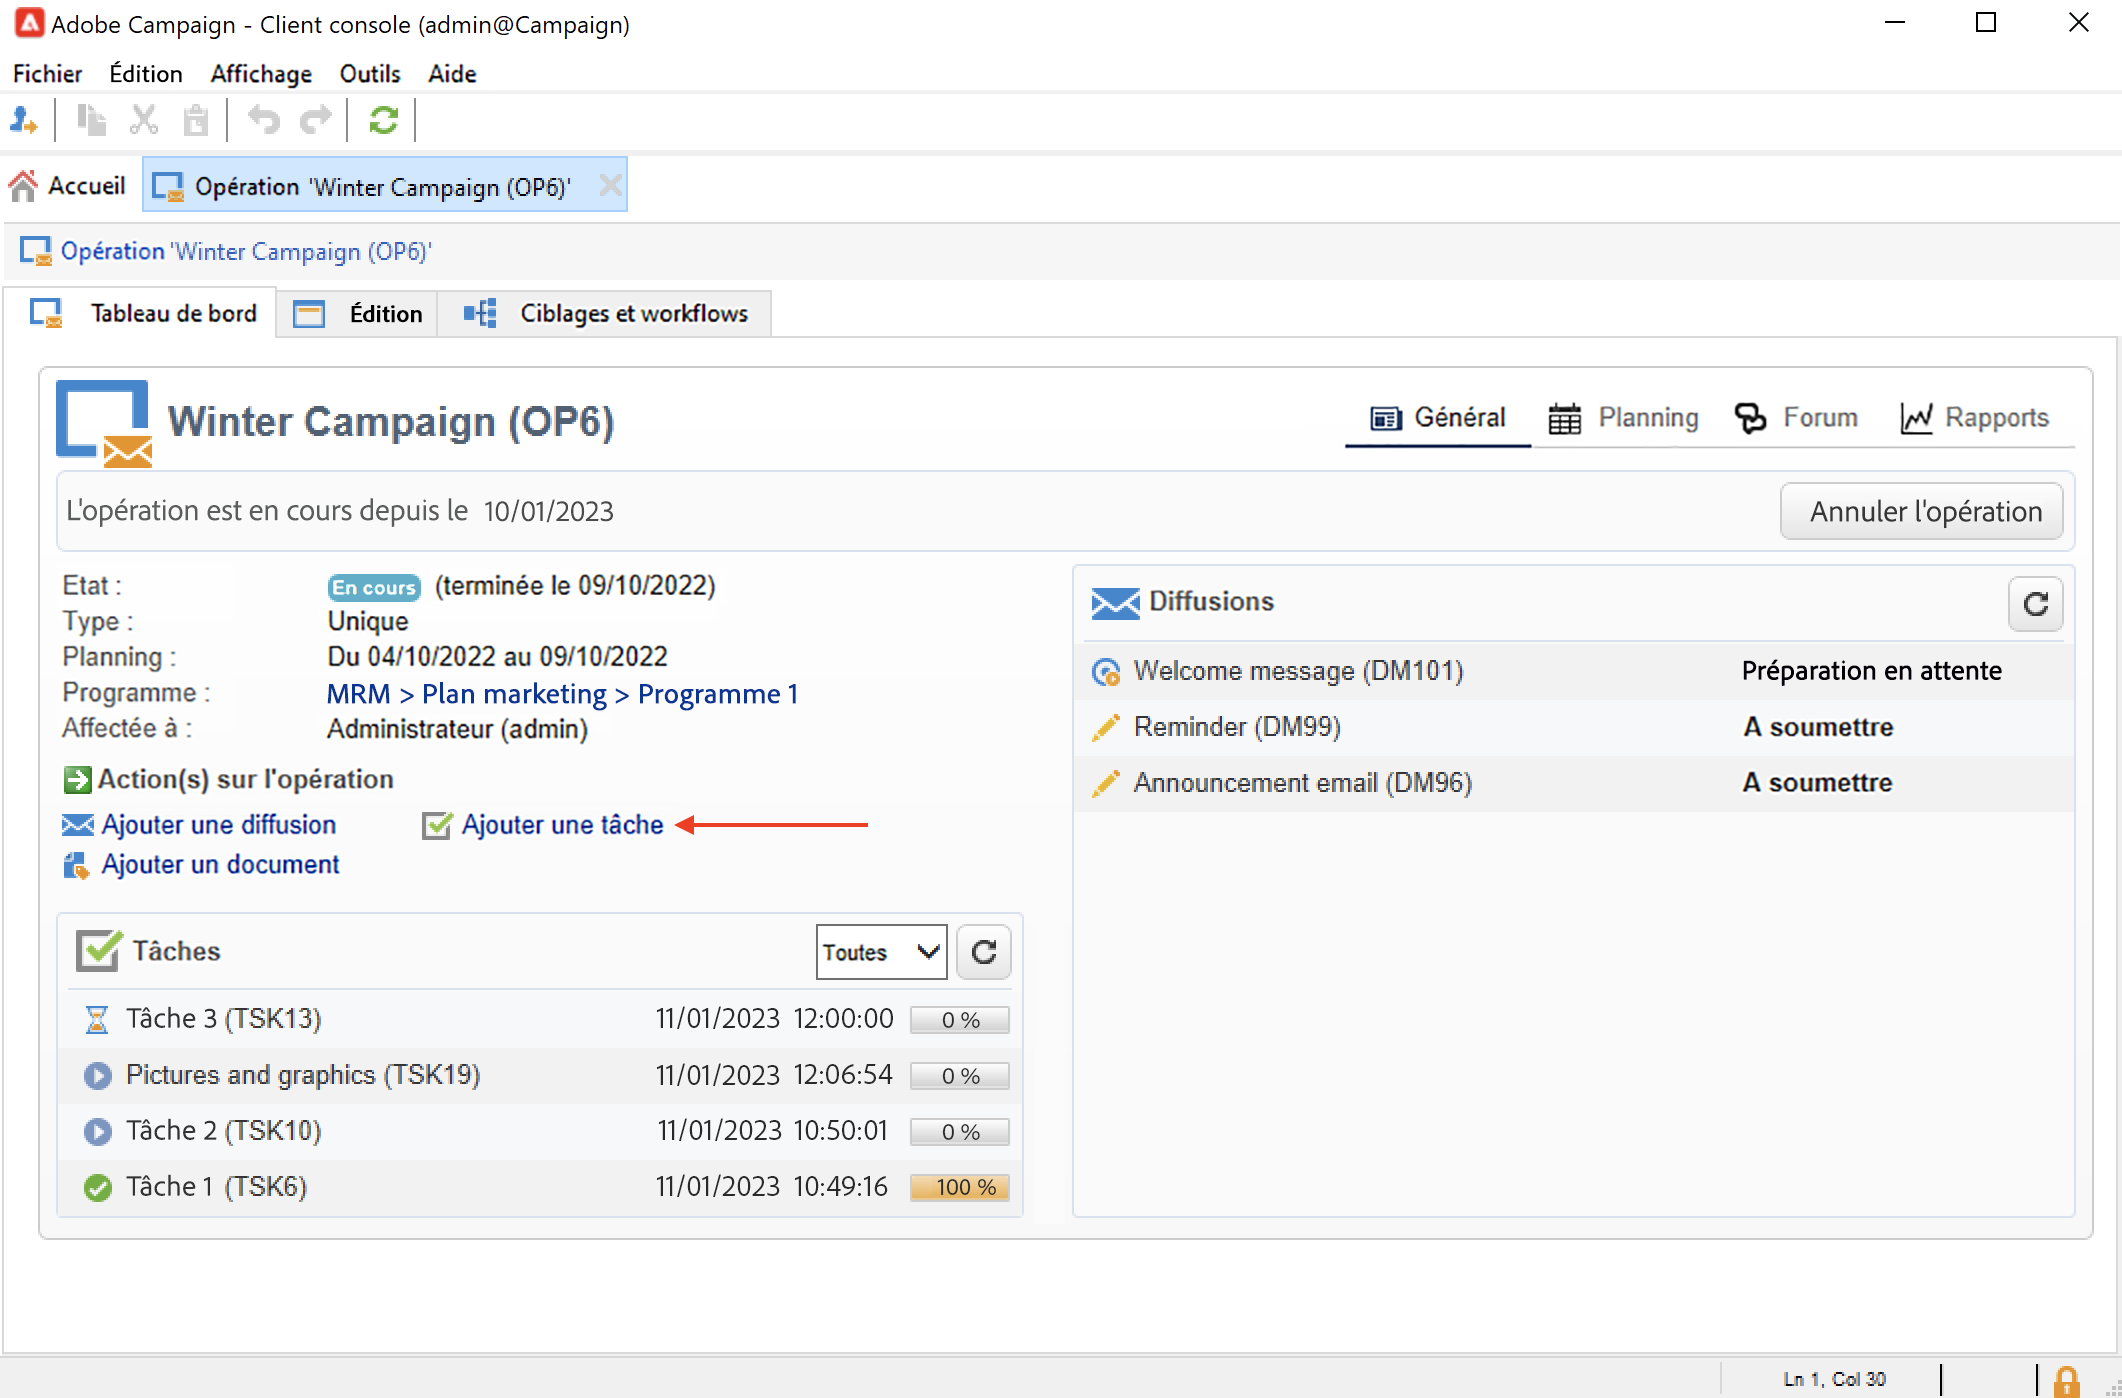 Adobe Campaign - Client console (admin@Campaign)
Fichier Édition Affichage Outils Aide
Accueil Opération 'Winter Campaign (OP6)'
Opération 'Winter Campaign (OP6)'
Tableau de bord Édition Ciblages et workflows
Winter Campaign (OP6) Général Planning Forum Rapports
L'opération est en cours depuis le 10/01/2023 Annuler l'opération
Etat : En cours (terminée le 09/10/2022)
Type : Unique
Planning : Du 04/10/2022 au 09/10/2022
Programme : MRM > Plan marketing > Programme 1
Affectée à : Administrateur (admin)
Action(s) sur l'opération
Ajouter une diffusion Ajouter une tâche
Ajouter un document
Tâches Toutes
Tâche 3 (TSK13) 11/01/2023 12:00:00 0 %
Pictures and graphics (TSK19) 11/01/2023 12:06:54 0 %
Tâche 2 (TSK10) 11/01/2023 10:50:01 0 %
Tâche 1 (TSK6) 11/01/2023 10:49:16 100 %
Diffusions
Welcome message (DM101) Préparation en attente
Reminder (DM99) A soumettre
Announcement email (DM96) A soumettre
Ln 1, Col 30